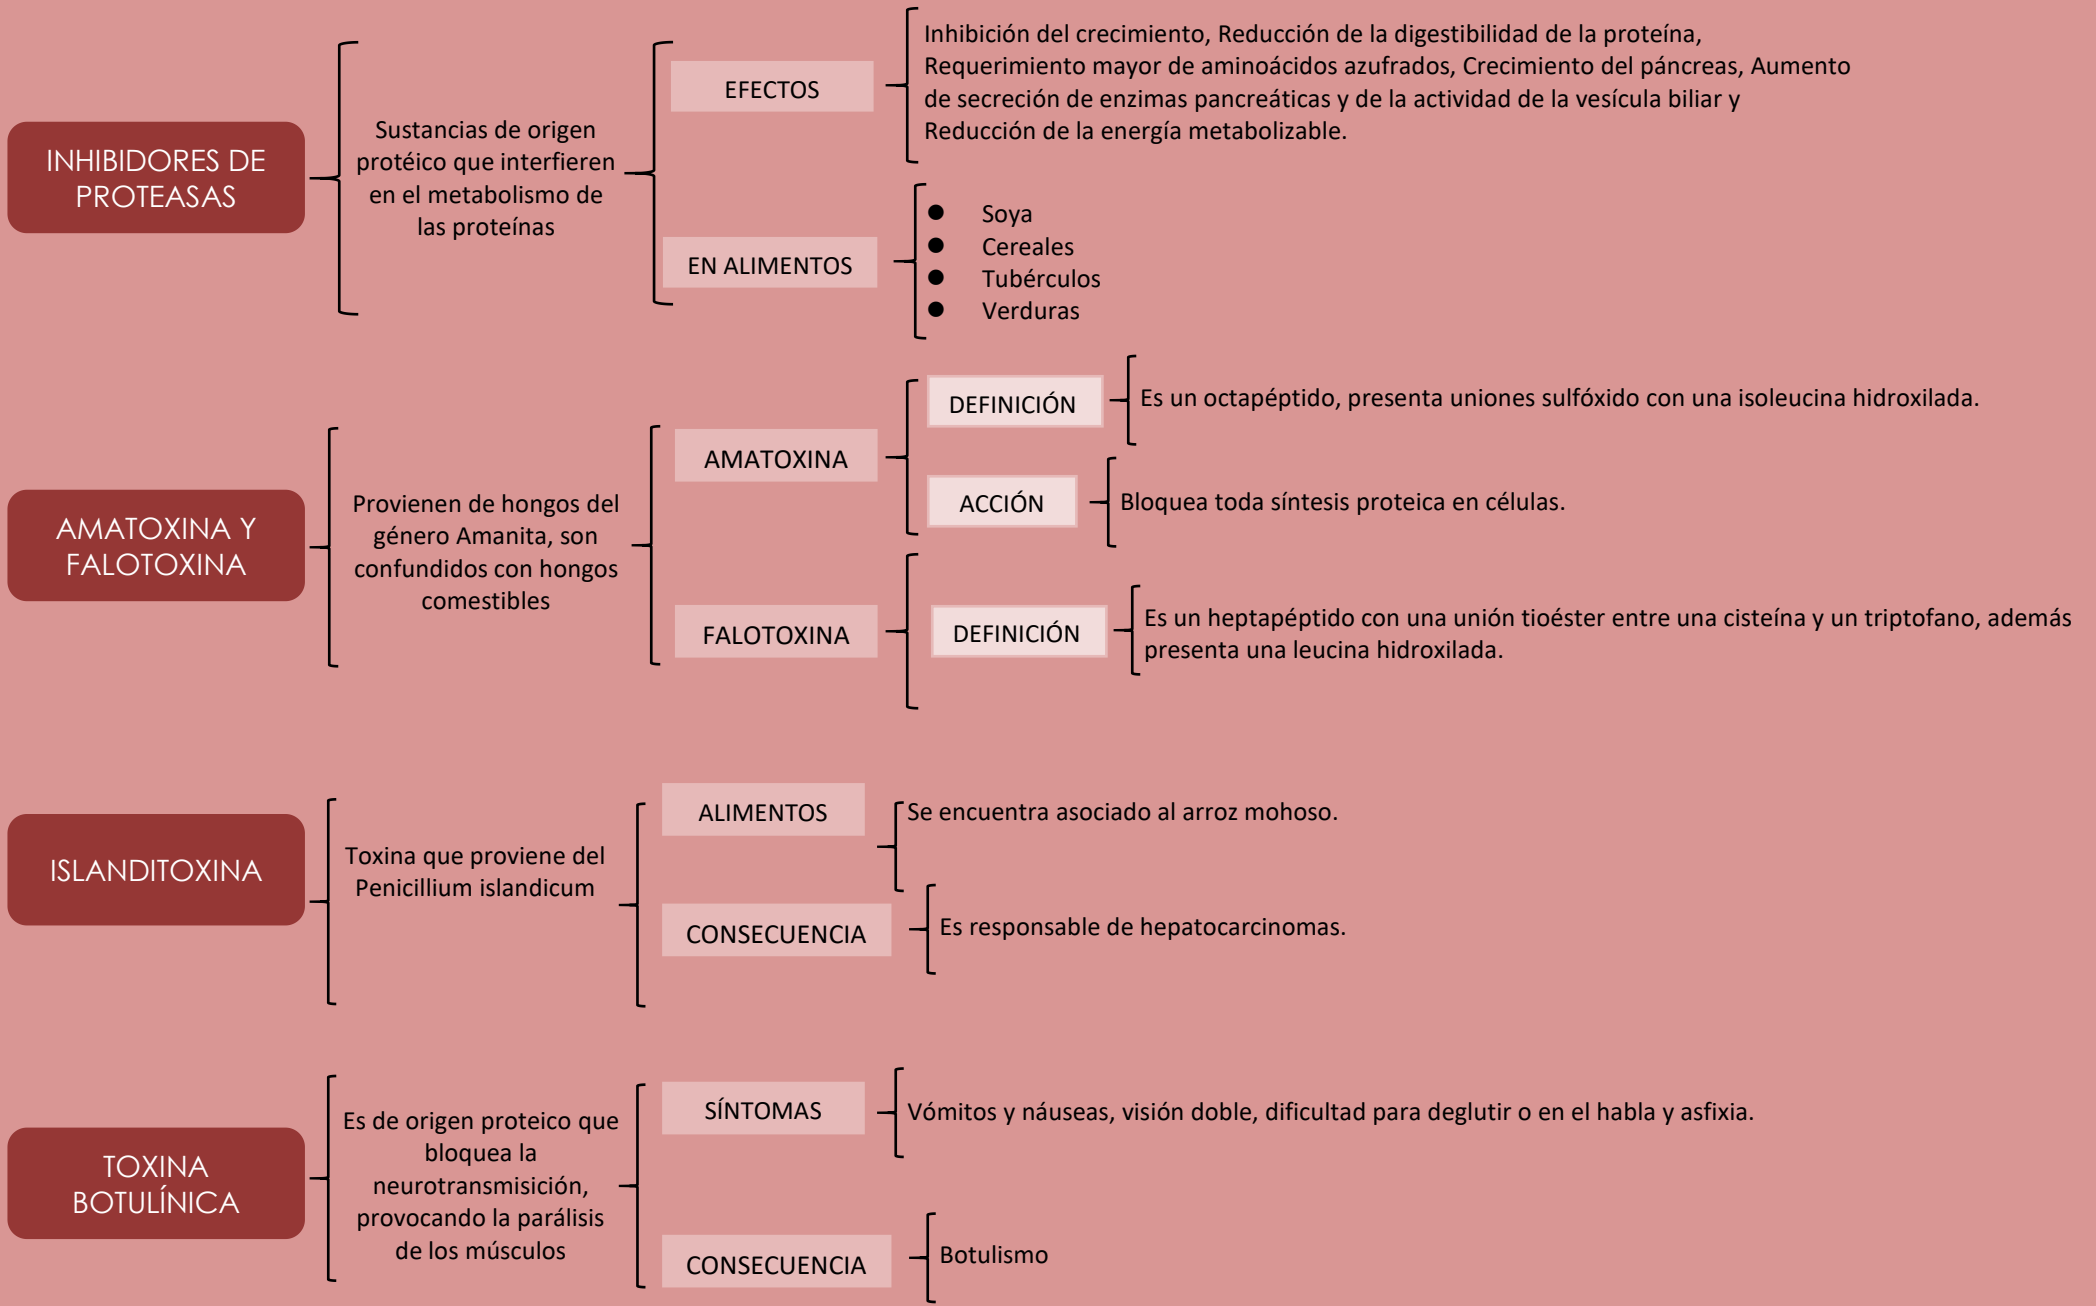 INHIBIDORES DE
PROTEASAS
Sustancias de origen
protéico que interfieren
en el metabolismo de
las proteínas
EFECTOS
Inhibición del crecimiento, Reducción de la digestibilidad de la proteína,
Requerimiento mayor de aminoácidos azufrados, Crecimiento del páncreas, Aumento
de secreción de enzimas pancreáticas y de la actividad de la vesícula biliar y
Reducción de la energía metabolizable.
EN ALIMENTOS
● Soya
● Cereales
● Tubérculos
● Verduras
AMATOXINA Y
FALOTOXINA
Provienen de hongos del
género Amanita, son
confundidos con hongos
comestibles
AMATOXINA
DEFINICIÓN
Es un octapéptido, presenta uniones sulfóxido con una isoleucina hidroxilada.
ACCIÓN
Bloquea toda síntesis proteica en células.
FALOTOXINA
DEFINICIÓN
Es un heptapéptido con una unión tioéster entre una cisteína y un triptofano, además
presenta una leucina hidroxilada.
ISLANDITOXINA
Toxina que proviene del
Penicillium islandicum
ALIMENTOS
Se encuentra asociado al arroz mohoso.
CONSECUENCIA
Es responsable de hepatocarcinomas.
TOXINA
BOTULÍNICA
Es de origen proteico que
bloquea la
neurotransmisición,
provocando la parálisis
de los músculos
SÍNTOMAS
Vómitos y náuseas, visión doble, dificultad para deglutir o en el habla y asfixia.
CONSECUENCIA
Botulismo